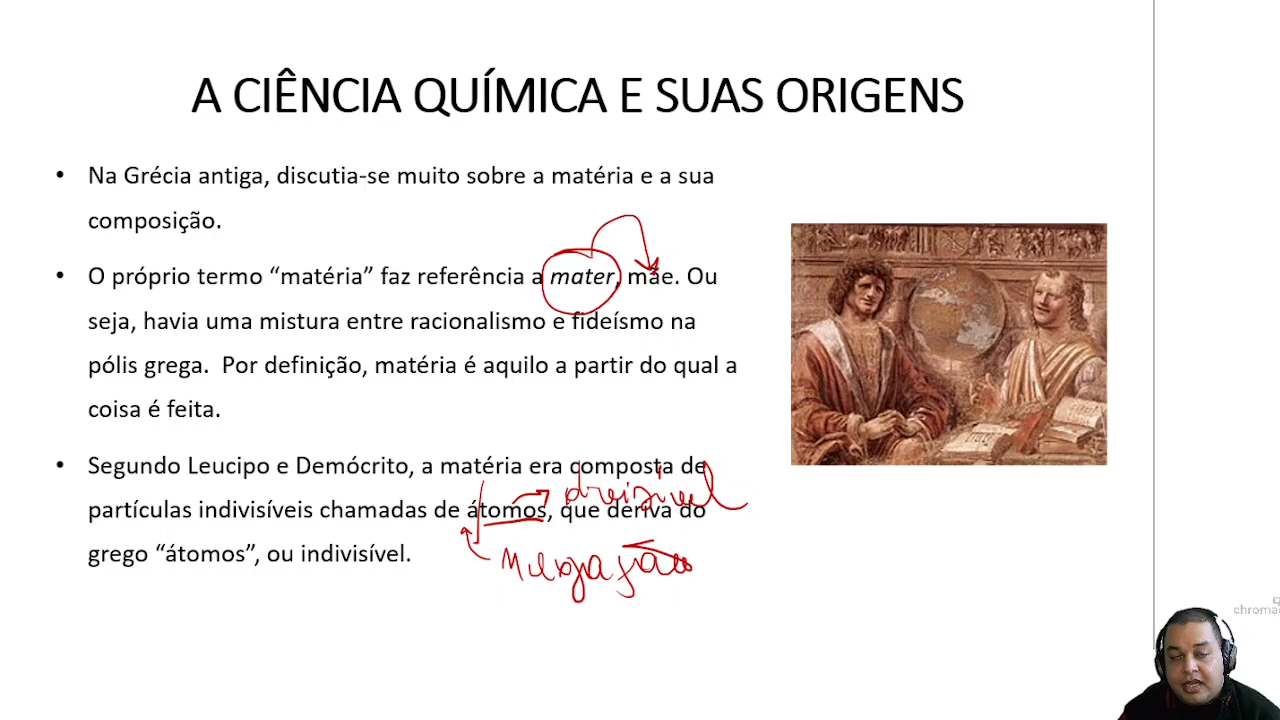 A CIÊNCIA QUÍMICA E SUAS ORIGENS
• Na Grécia antiga, discutia-se muito sobre a matéria e a sua
composição.
• O próprio termo “matéria” faz referência a mater, mãe. Ou
seja, havia uma mistura entre racionalismo e fideísmo na
pólis grega. Por definição, matéria é aquilo a partir do qual a
coisa é feita.
• Segundo Leucipo e Demócrito, a matéria era composta de
divisível
partículas indivisíveis chamadas de átomos, que deriva do
grego “átomos”, ou indivisível.
negação